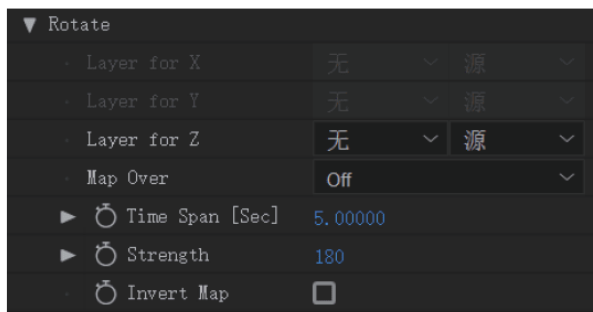 Rotate
Layer for X 无 源
Layer for Y 无 源
Layer for Z 无 源
Map Over Off
Time Span [Sec] 5.00000
Strength 180
Invert Map